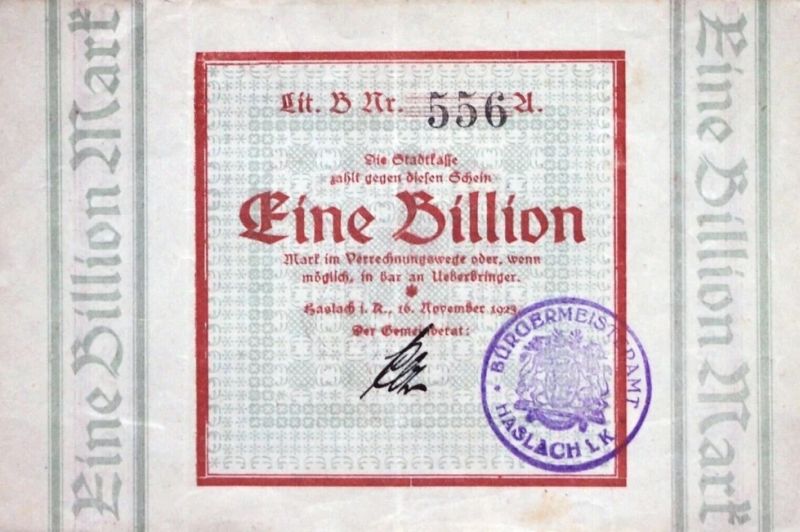 Eine Billion Mark
Lit. B Nr. 556 A.
Die Stadtkasse
zahlt gegen diesen Schein
Eine Billion
Mark im Verrechnungswege oder, wenn
möglich, in bar an Ueberbringer.
Haslach i. K., 16. November 1923
Der Gemeinderat:
BÜRGERMEISTERAMT
HASLACH I. K.
Eine Billion Mark